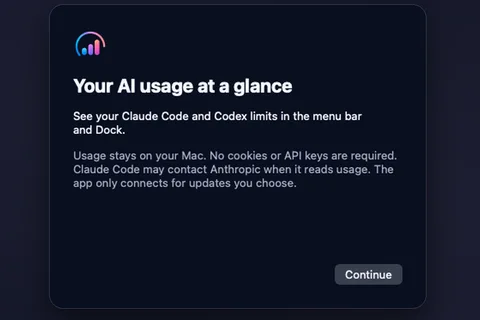 Your AI usage at a glance
See your Claude Code and Codex limits in the menu bar
and Dock.
Usage stays on your Mac. No cookies or API keys are required.
Claude Code may contact Anthropic when it reads usage. The
app only connects for updates you choose.
Continue